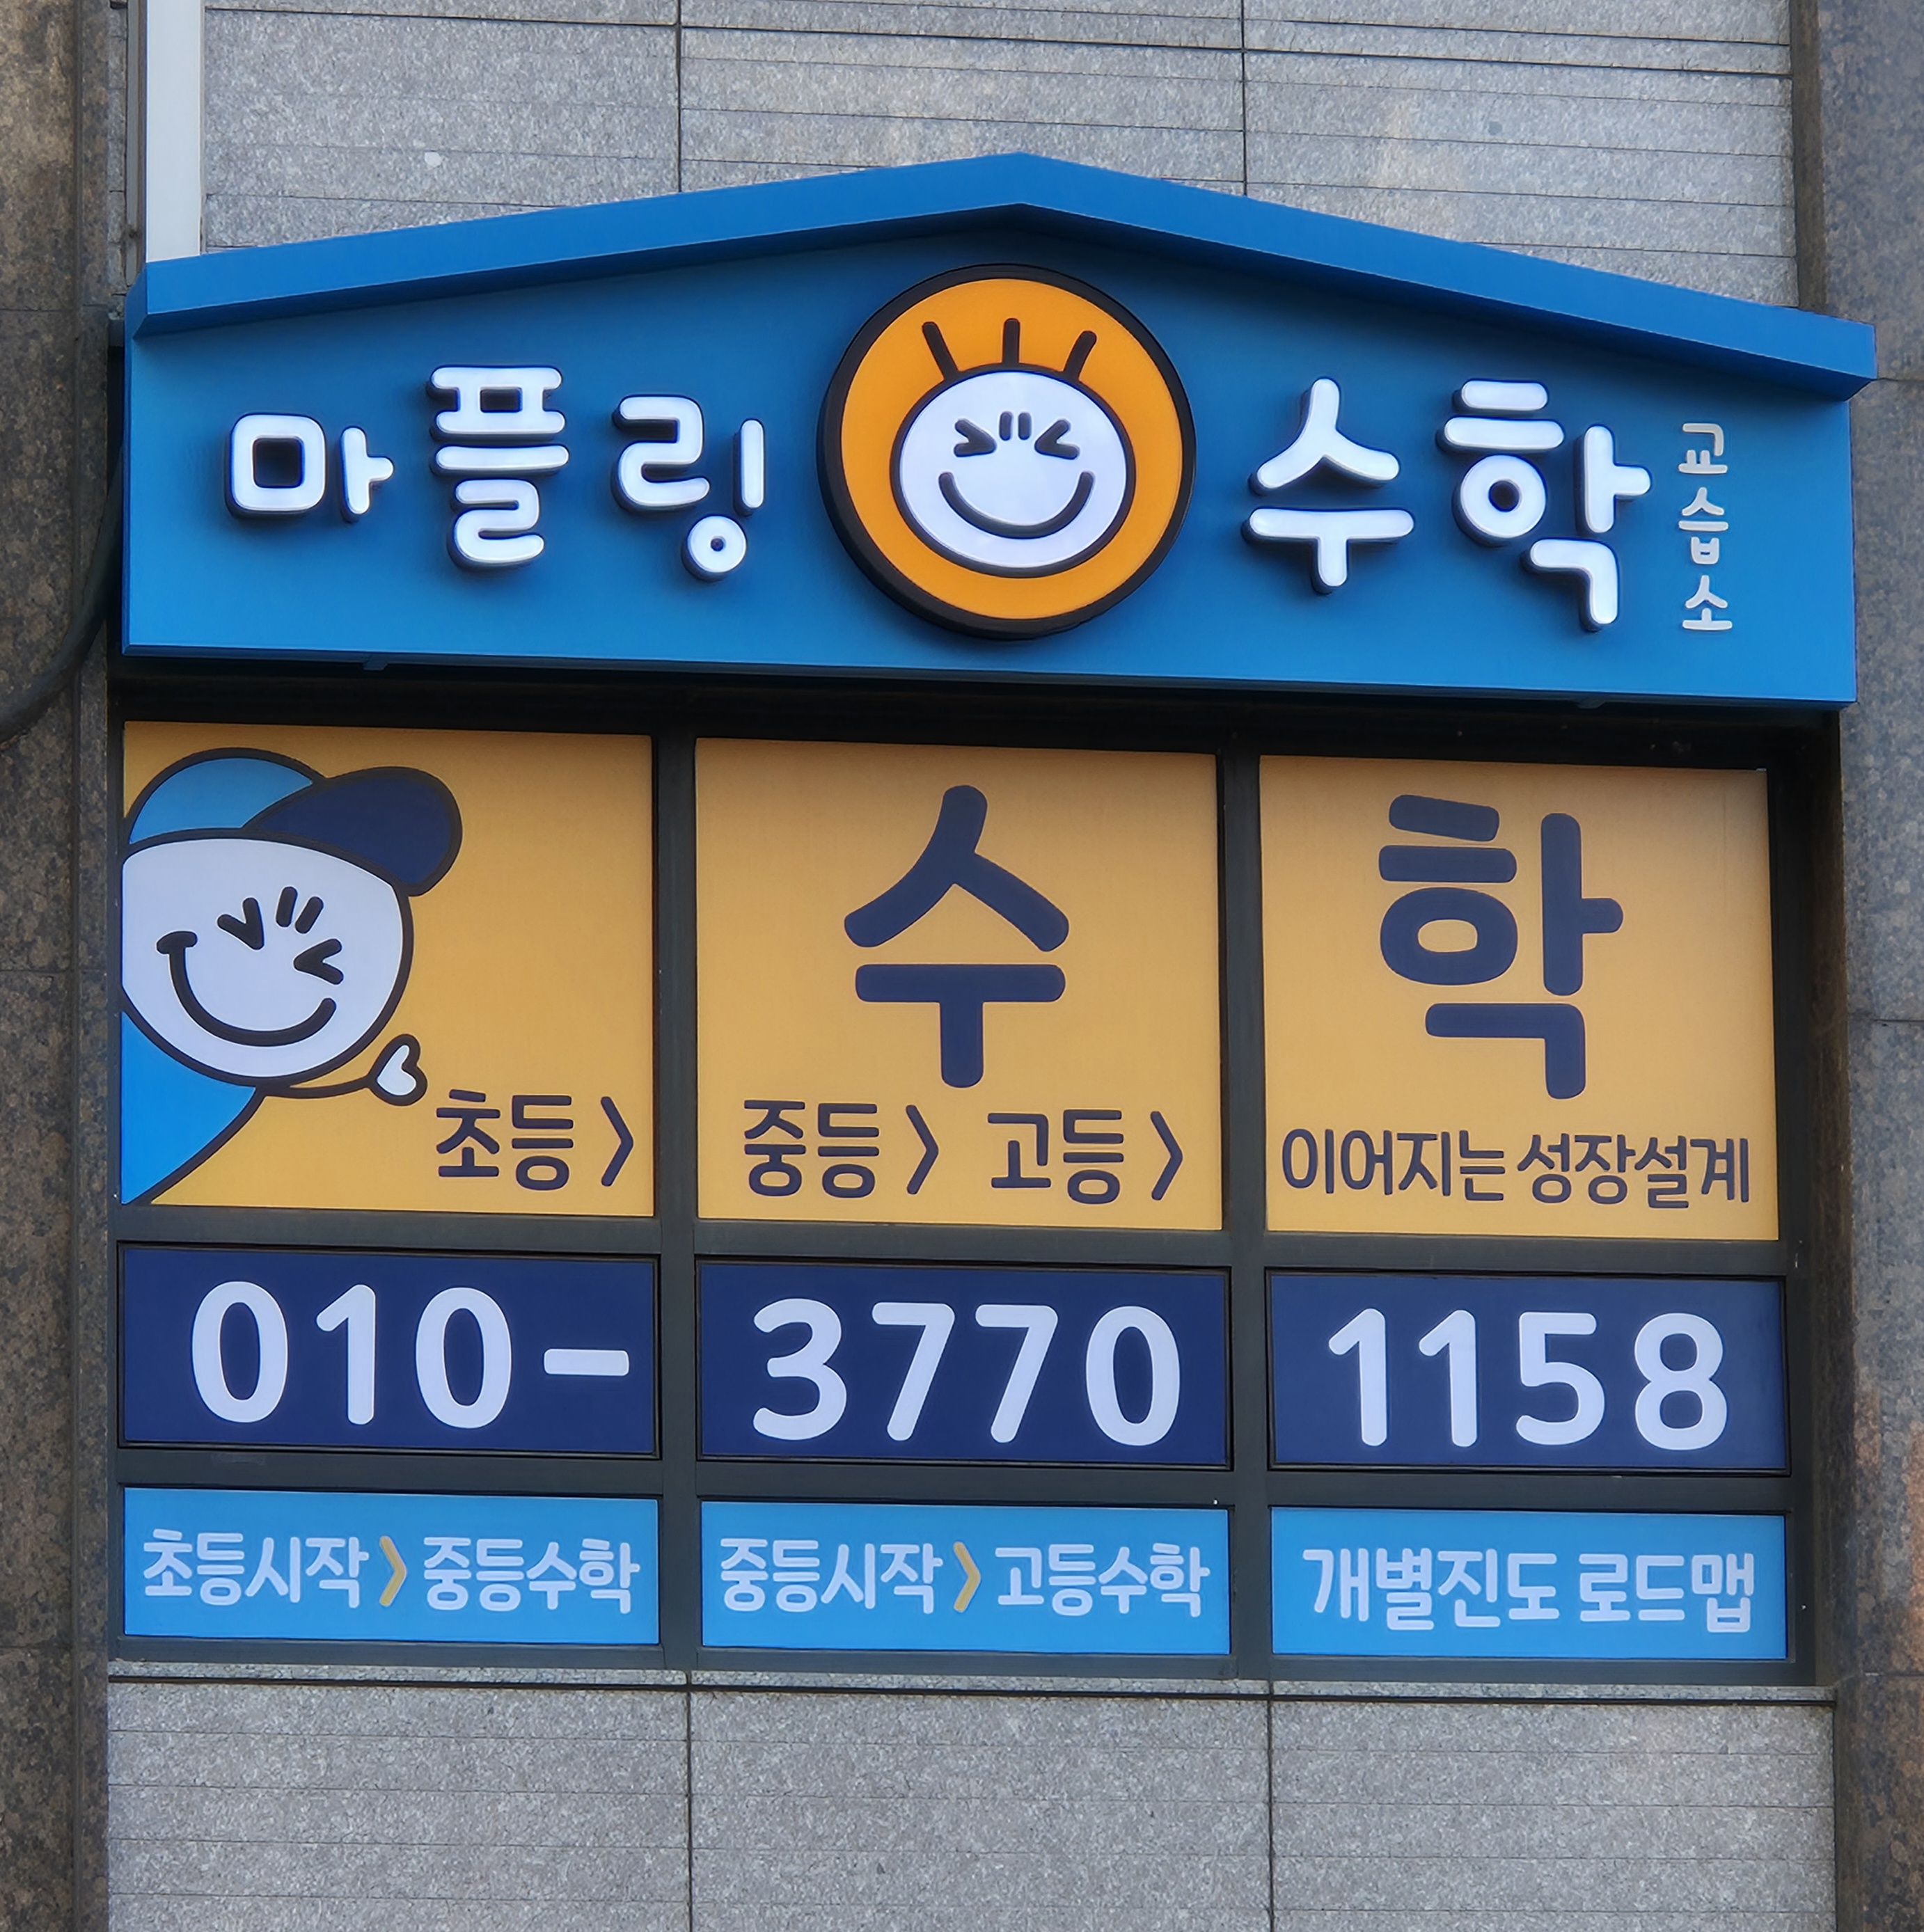 마플링 수학 교습소
수 학
초등 > 중등 > 고등 > 이어지는 성장설계
010- 3770 1158
초등시작 > 중등수학 중등시작 > 고등수학 개별진도 로드맵